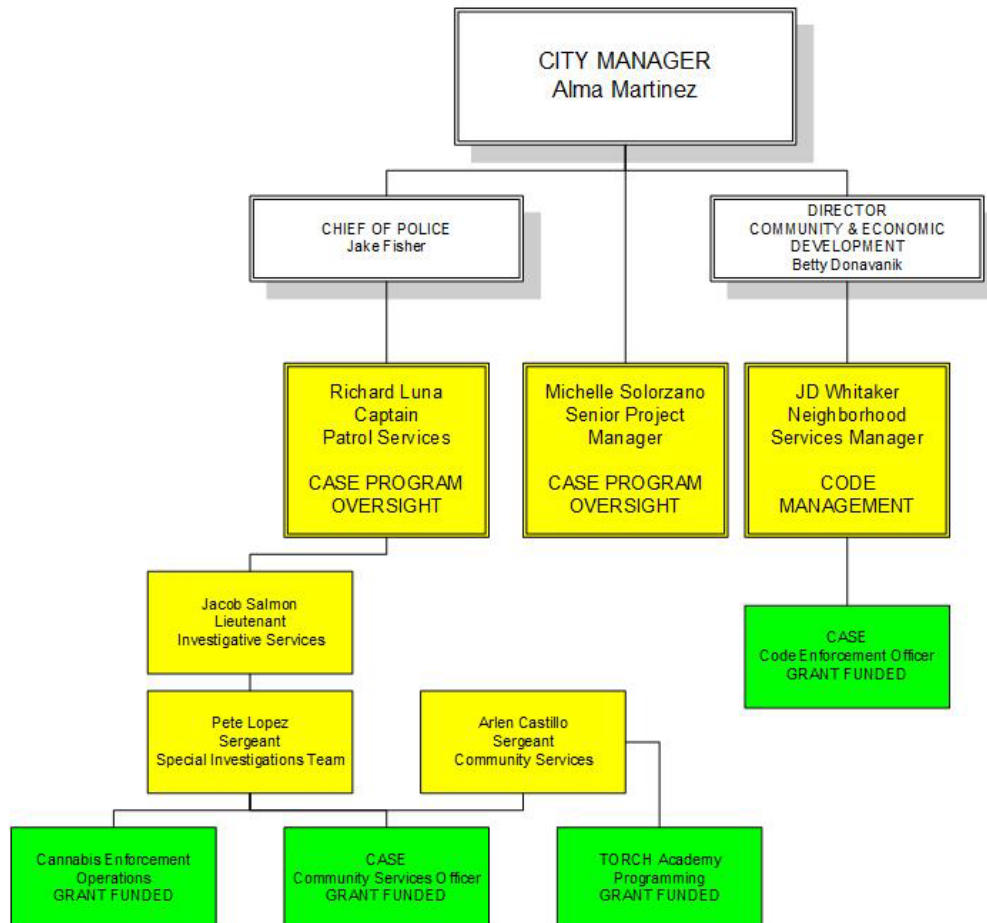 CITY MANAGER
Alma Martinez
CHIEF OF POLICE
Jake Fisher
DIRECTOR
COMMUNITY & ECONOMIC
DEVELOPMENT
Betty Donavanik
Richard Luna
Captain
Patrol Services
CASE PROGRAM
OVERSIGHT
Michelle Solorzano
Senior Project
Manager
CASE PROGRAM
OVERSIGHT
JD Whitaker
Neighborhood
Services Manager
CODE
MANAGEMENT
Jacob Salmon
Lieutenant
Investigative Services
CASE
Code Enforcement Officer
GRANT FUNDED
Pete Lopez
Sergeant
Special Investigations Team
Arlen Castillo
Sergeant
Community Services
Cannabis Enforcement
Operations
GRANT FUNDED
CASE
Community Services Officer
GRANT FUNDED
TORCH Academy
Programming
GRANT FUNDED